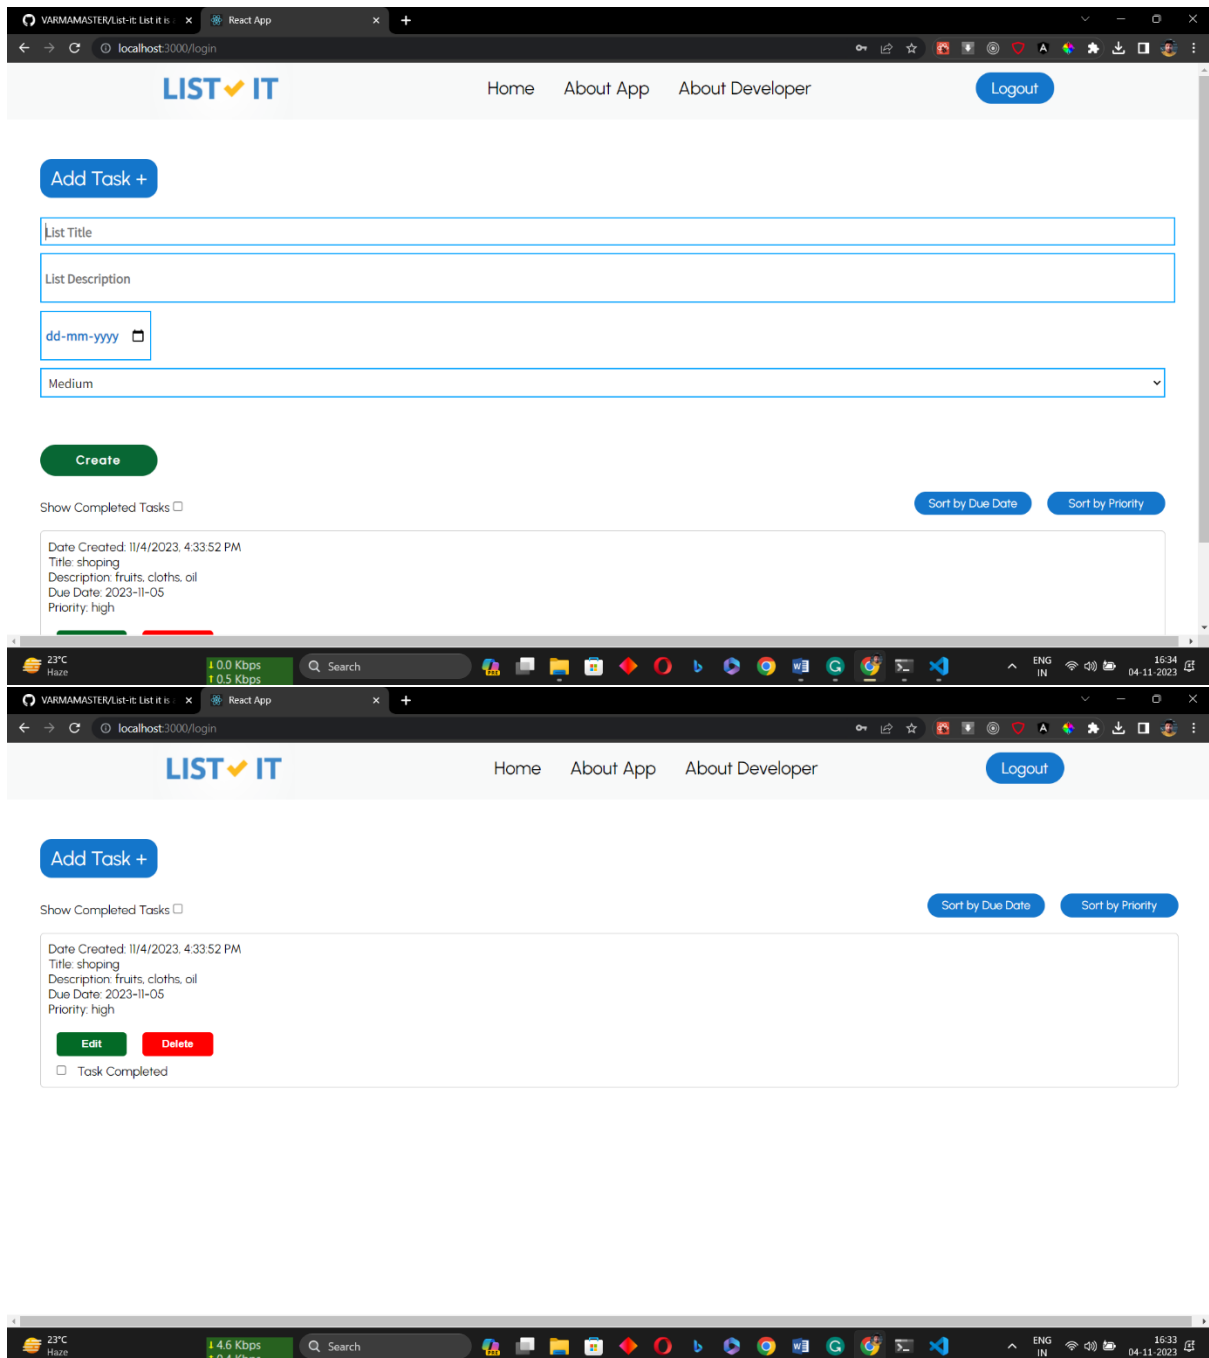 VARMAMASTER/List-it: List it is
React App
localhost:3000/login
LIST IT
Home About App About Developer
Logout
Add Task +
List Title
List Description
dd-mm-yyyy
Medium
Create
Show Completed Tasks
Sort by Due Date
Sort by Priority
Date Created: 11/4/2023, 4:33:52 PM
Title: shoping
Description: fruits, cloths, oil
Due Date: 2023-11-05
Priority: high
23°C
Haze
0.0 Kbps
0.5 Kbps
Search
ENG
IN
16:34
04-11-2023
VARMAMASTER/List-it: List it is
React App
localhost:3000/login
LIST IT
Home About App About Developer
Logout
Add Task +
Show Completed Tasks
Sort by Due Date
Sort by Priority
Date Created: 11/4/2023, 4:33:52 PM
Title: shoping
Description: fruits, cloths, oil
Due Date: 2023-11-05
Priority: high
Edit
Delete
Task Completed
23°C
Haze
4.6 Kbps
Search
ENG
IN
16:33
04-11-2023